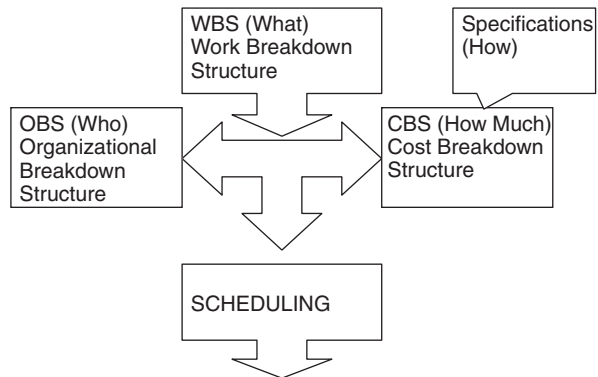 WBS (What)
Work Breakdown
Structure
Specifications
(How)
OBS (Who)
Organizational
Breakdown
Structure
CBS (How Much)
Cost Breakdown
Structure
SCHEDULING